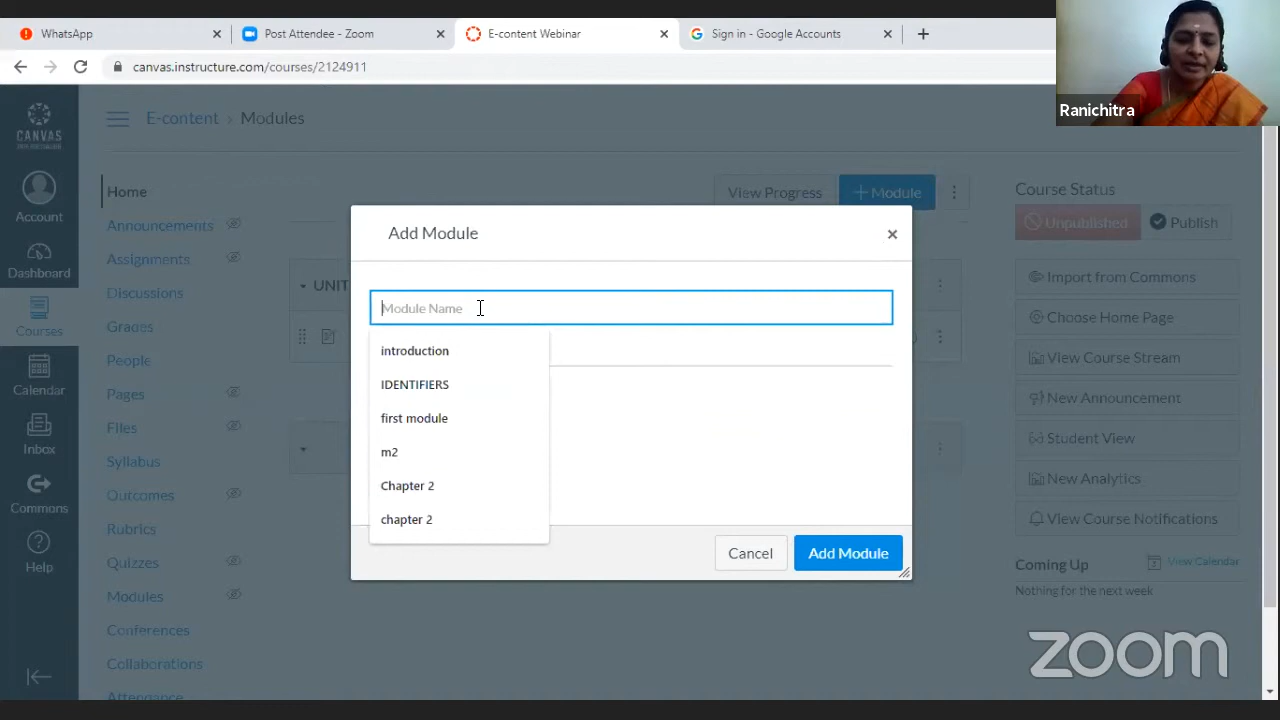 WhatsApp
Post Attendee - Zoom
E-content Webinar
Sign in - Google Accounts
canvas.instructure.com/courses/2124911
Ranichitra
CANVAS
E-content › Modules
Account
Dashboard
Courses
Calendar
Inbox
Commons
Help
Home
Announcements
Assignments
Discussions
Grades
People
Pages
Files
Syllabus
Outcomes
Rubrics
Quizzes
Modules
Conferences
Collaborations
Attendance
View Progress
+ Module
UNIT
Add Module
Module Name
introduction
IDENTIFIERS
first module
m2
Chapter 2
chapter 2
Cancel
Add Module
Course Status
Unpublished
Publish
Import from Commons
Choose Home Page
View Course Stream
New Announcement
Student View
New Analytics
View Course Notifications
Coming Up
View Calendar
Nothing for the next week
zoom